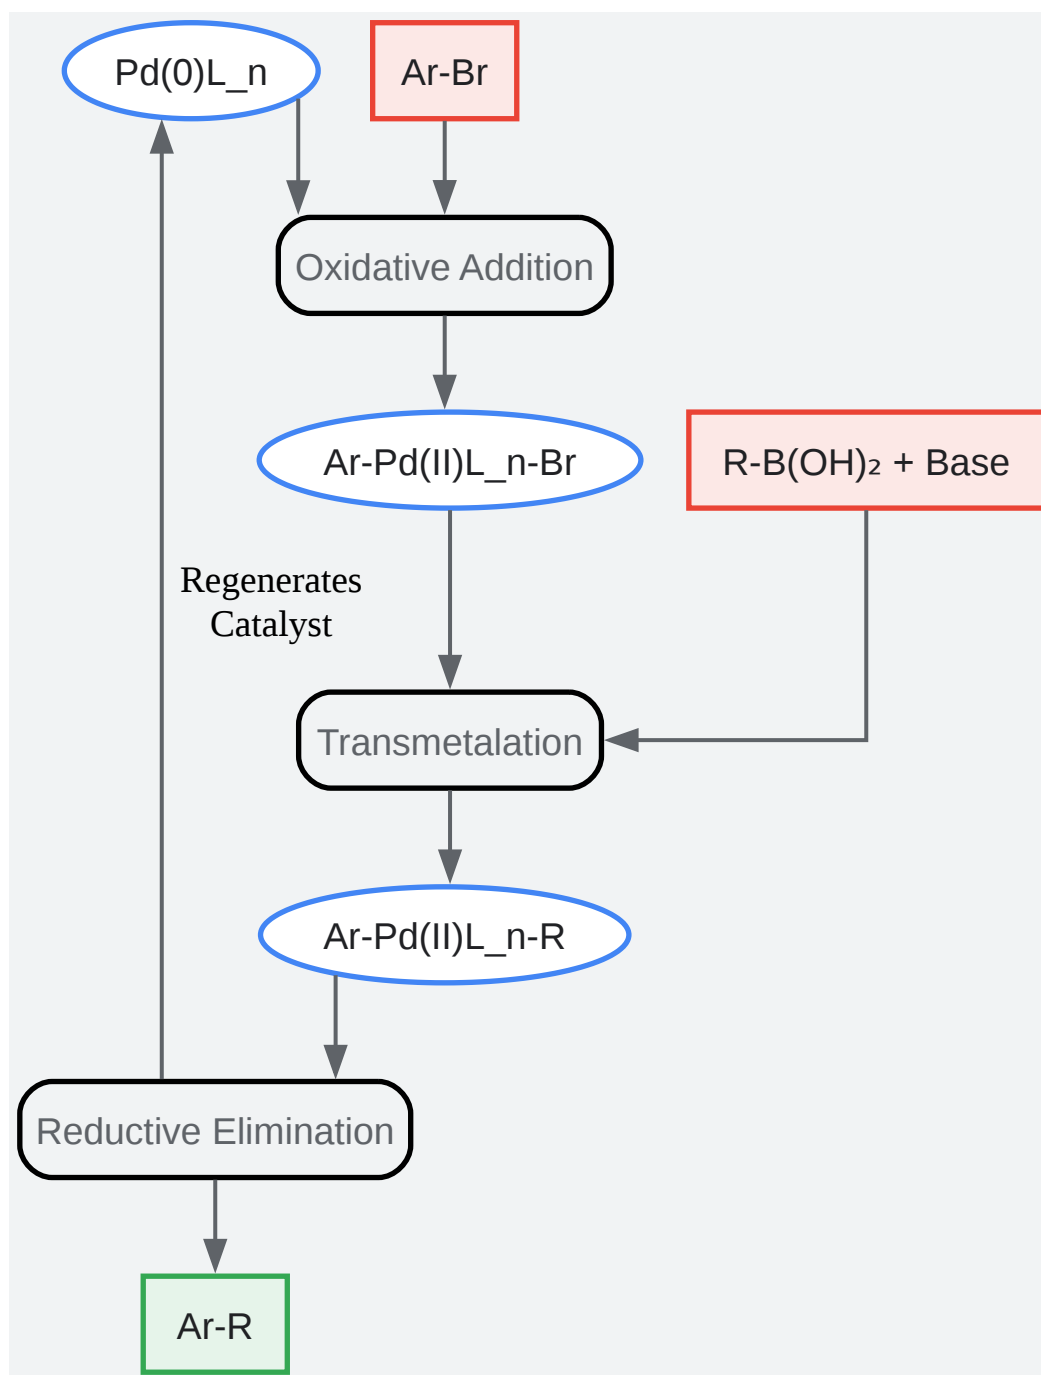 Pd(0)L_n
Ar-Br
Oxidative Addition
Ar-Pd(II)L_n-Br
R-B(OH)₂ + Base
Regenerates
Catalyst
Transmetalation
Ar-Pd(II)L_n-R
Reductive Elimination
Ar-R